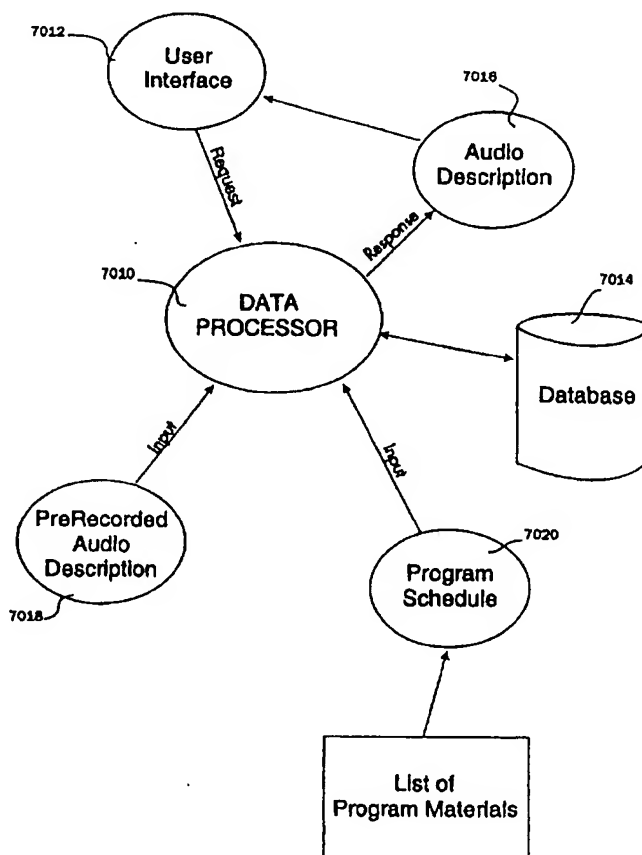 7012
User
Interface
7016
Audio
Description
Request
Response
7010
DATA
PROCESSOR
7014
Database
Input
Input
PreRecorded
Audio
Description
7018
7020
Program
Schedule
List of
Program Materials